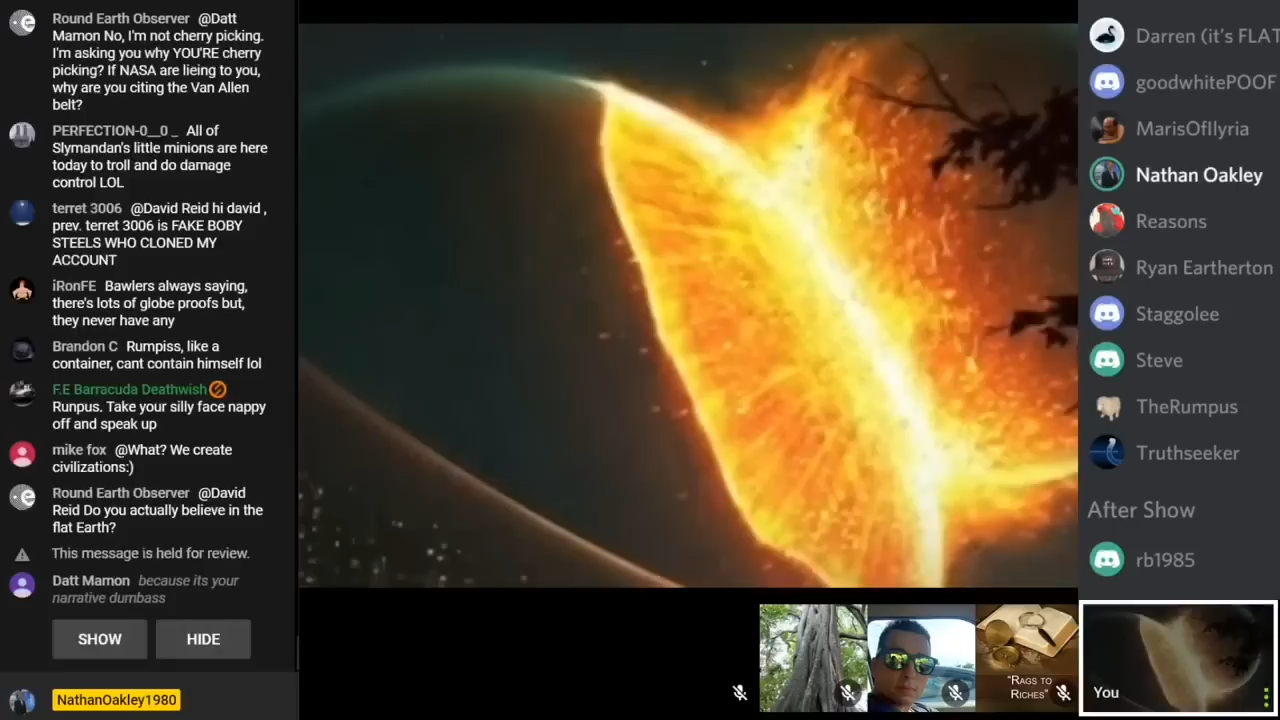 Round Earth Observer @Datt
Mamon No, I'm not cherry picking.
I'm asking you why YOU'RE cherry
picking? If NASA are lieing to you,
why are you citing the Van Allen
belt?
PERFECTION-0__0 _ All of
Slymandan's little minions are here
today to troll and do damage
control LOL
terret 3006 @David Reid hi david ,
prev. terret 3006 is FAKE BOBY
STEELS WHO CLONED MY
ACCOUNT
iRonFE Bawlers always saying,
there's lots of globe proofs but,
they never have any
Brandon C Rumpiss, like a
container, cant contain himself lol
F.E Barracuda Deathwish
Runpus. Take your silly face nappy
off and speak up
mike fox @What? We create
civilizations:)
Round Earth Observer @David
Reid Do you actually believe in the
flat Earth?
This message is held for review.
Datt Mamon because its your
narrative dumbass
SHOW HIDE
NathanOakley1980
Darren (it's FLAT
goodwhitePOOF
MarisOfIllyria
Nathan Oakley
Reasons
Ryan Eartherton
Staggolee
Steve
TheRumpus
Truthseeker
After Show
rb1985
"RAGS TO
RICHES"
You